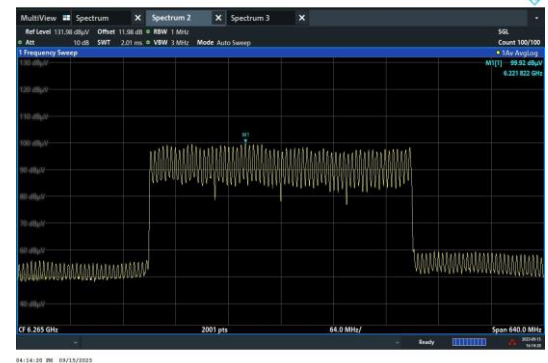 MultiView Spectrum X Spectrum 2 X Spectrum 3 X
Ref Level 131.98 dBµV Offset 11.98 dB RBW 1 MHz SGL
Att 10 dB SWT 2.01 ms VBW 3 MHz Mode Auto Sweep Count 100/100
1 Frequency Sweep 1Av AvgLog
M1[1] 99.92 dBµV
6.221 822 GHz
130 dBµV
120 dBµV
110 dBµV
M1
100 dBµV
90 dBµV
80 dBµV
70 dBµV
60 dBµV
40 dBµV
CF 6.265 GHz 2001 pts 64.0 MHz/ Span 640.0 MHz
Ready
04:14:20 PM 09/15/2023